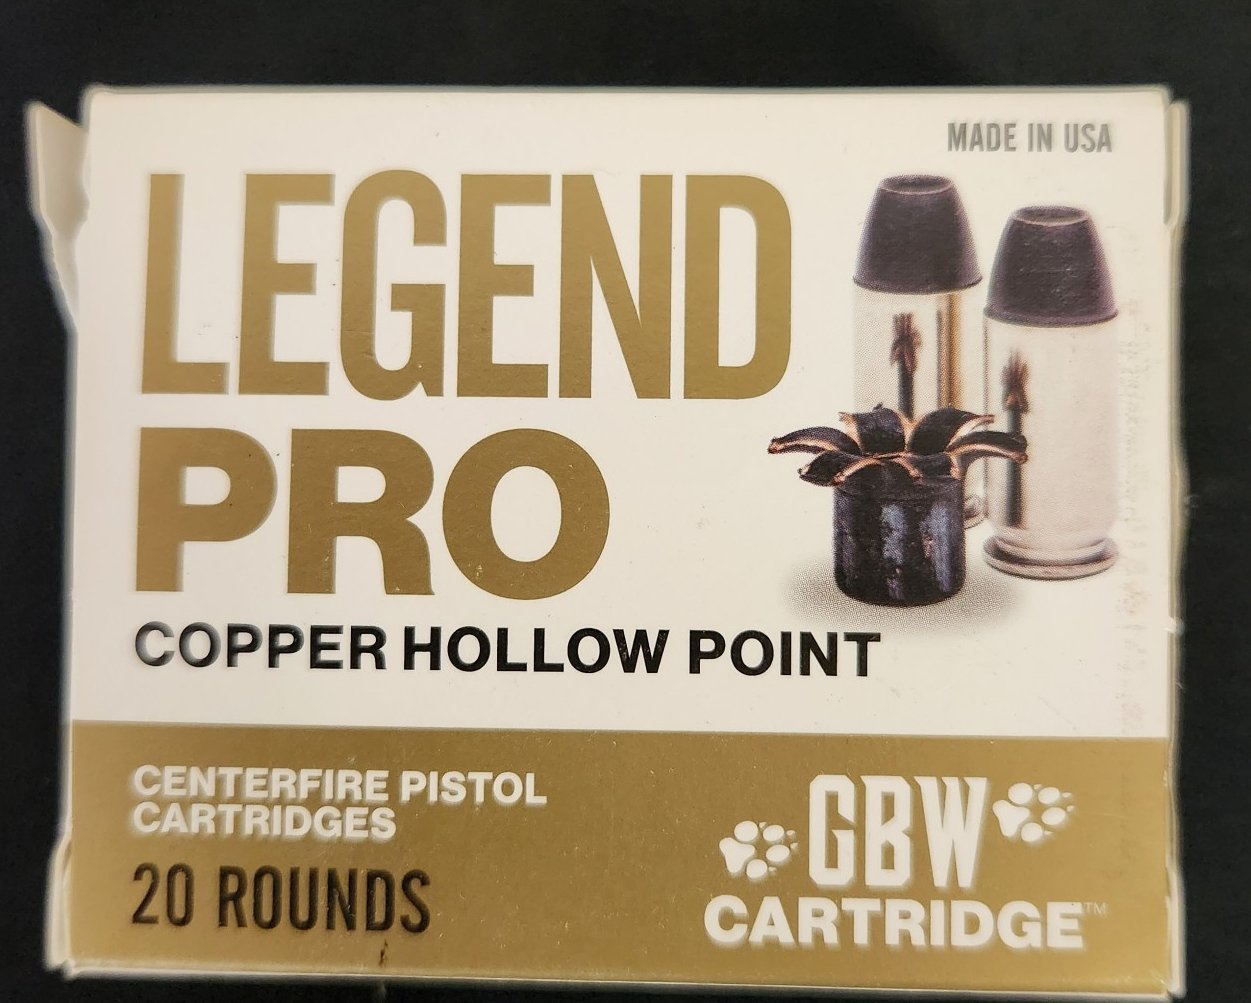 MADE IN USA
LEGEND
PRO
COPPER HOLLOW POINT
CENTERFIRE PISTOL
CARTRIDGES
20 ROUNDS
GBW
CARTRIDGE™